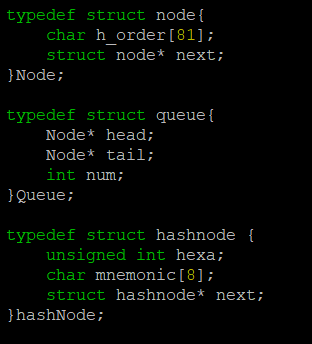 typedef struct node{
    char h_order[81];
    struct node* next;
}Node;

typedef struct queue{
    Node* head;
    Node* tail;
    int num;
}Queue;

typedef struct hashnode {
    unsigned int hexa;
    char mnemonic[8];
    struct hashnode* next;
}hashNode;